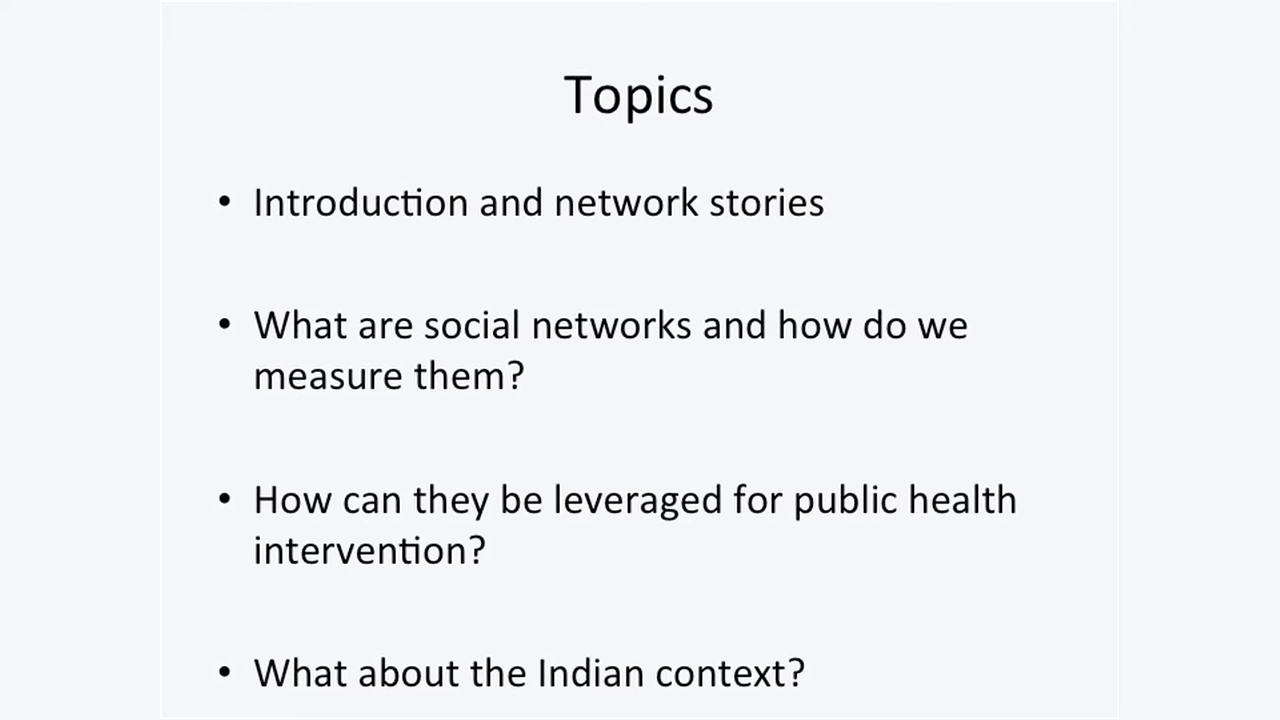 Topics
• Introduction and network stories
• What are social networks and how do we
measure them?
• How can they be leveraged for public health
intervention?
• What about the Indian context?